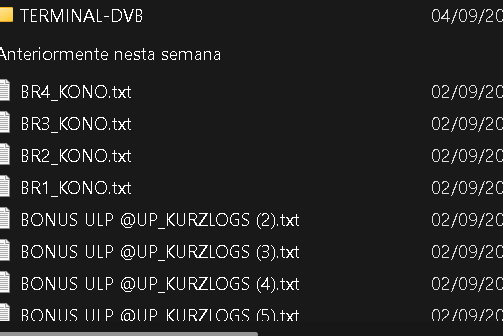 TERMINAL-DVB 04/09/20
Anteriormente nesta semana
BR4_KONO.txt 02/09/20
BR3_KONO.txt 02/09/20
BR2_KONO.txt 02/09/20
BR1_KONO.txt 02/09/20
BONUS ULP @UP_KURZLOGS (2).txt 02/09/20
BONUS ULP @UP_KURZLOGS (3).txt 02/09/20
BONUS ULP @UP_KURZLOGS (4).txt 02/09/20
BONUS ULP @UP_KURZLOGS (5).txt 02/09/20